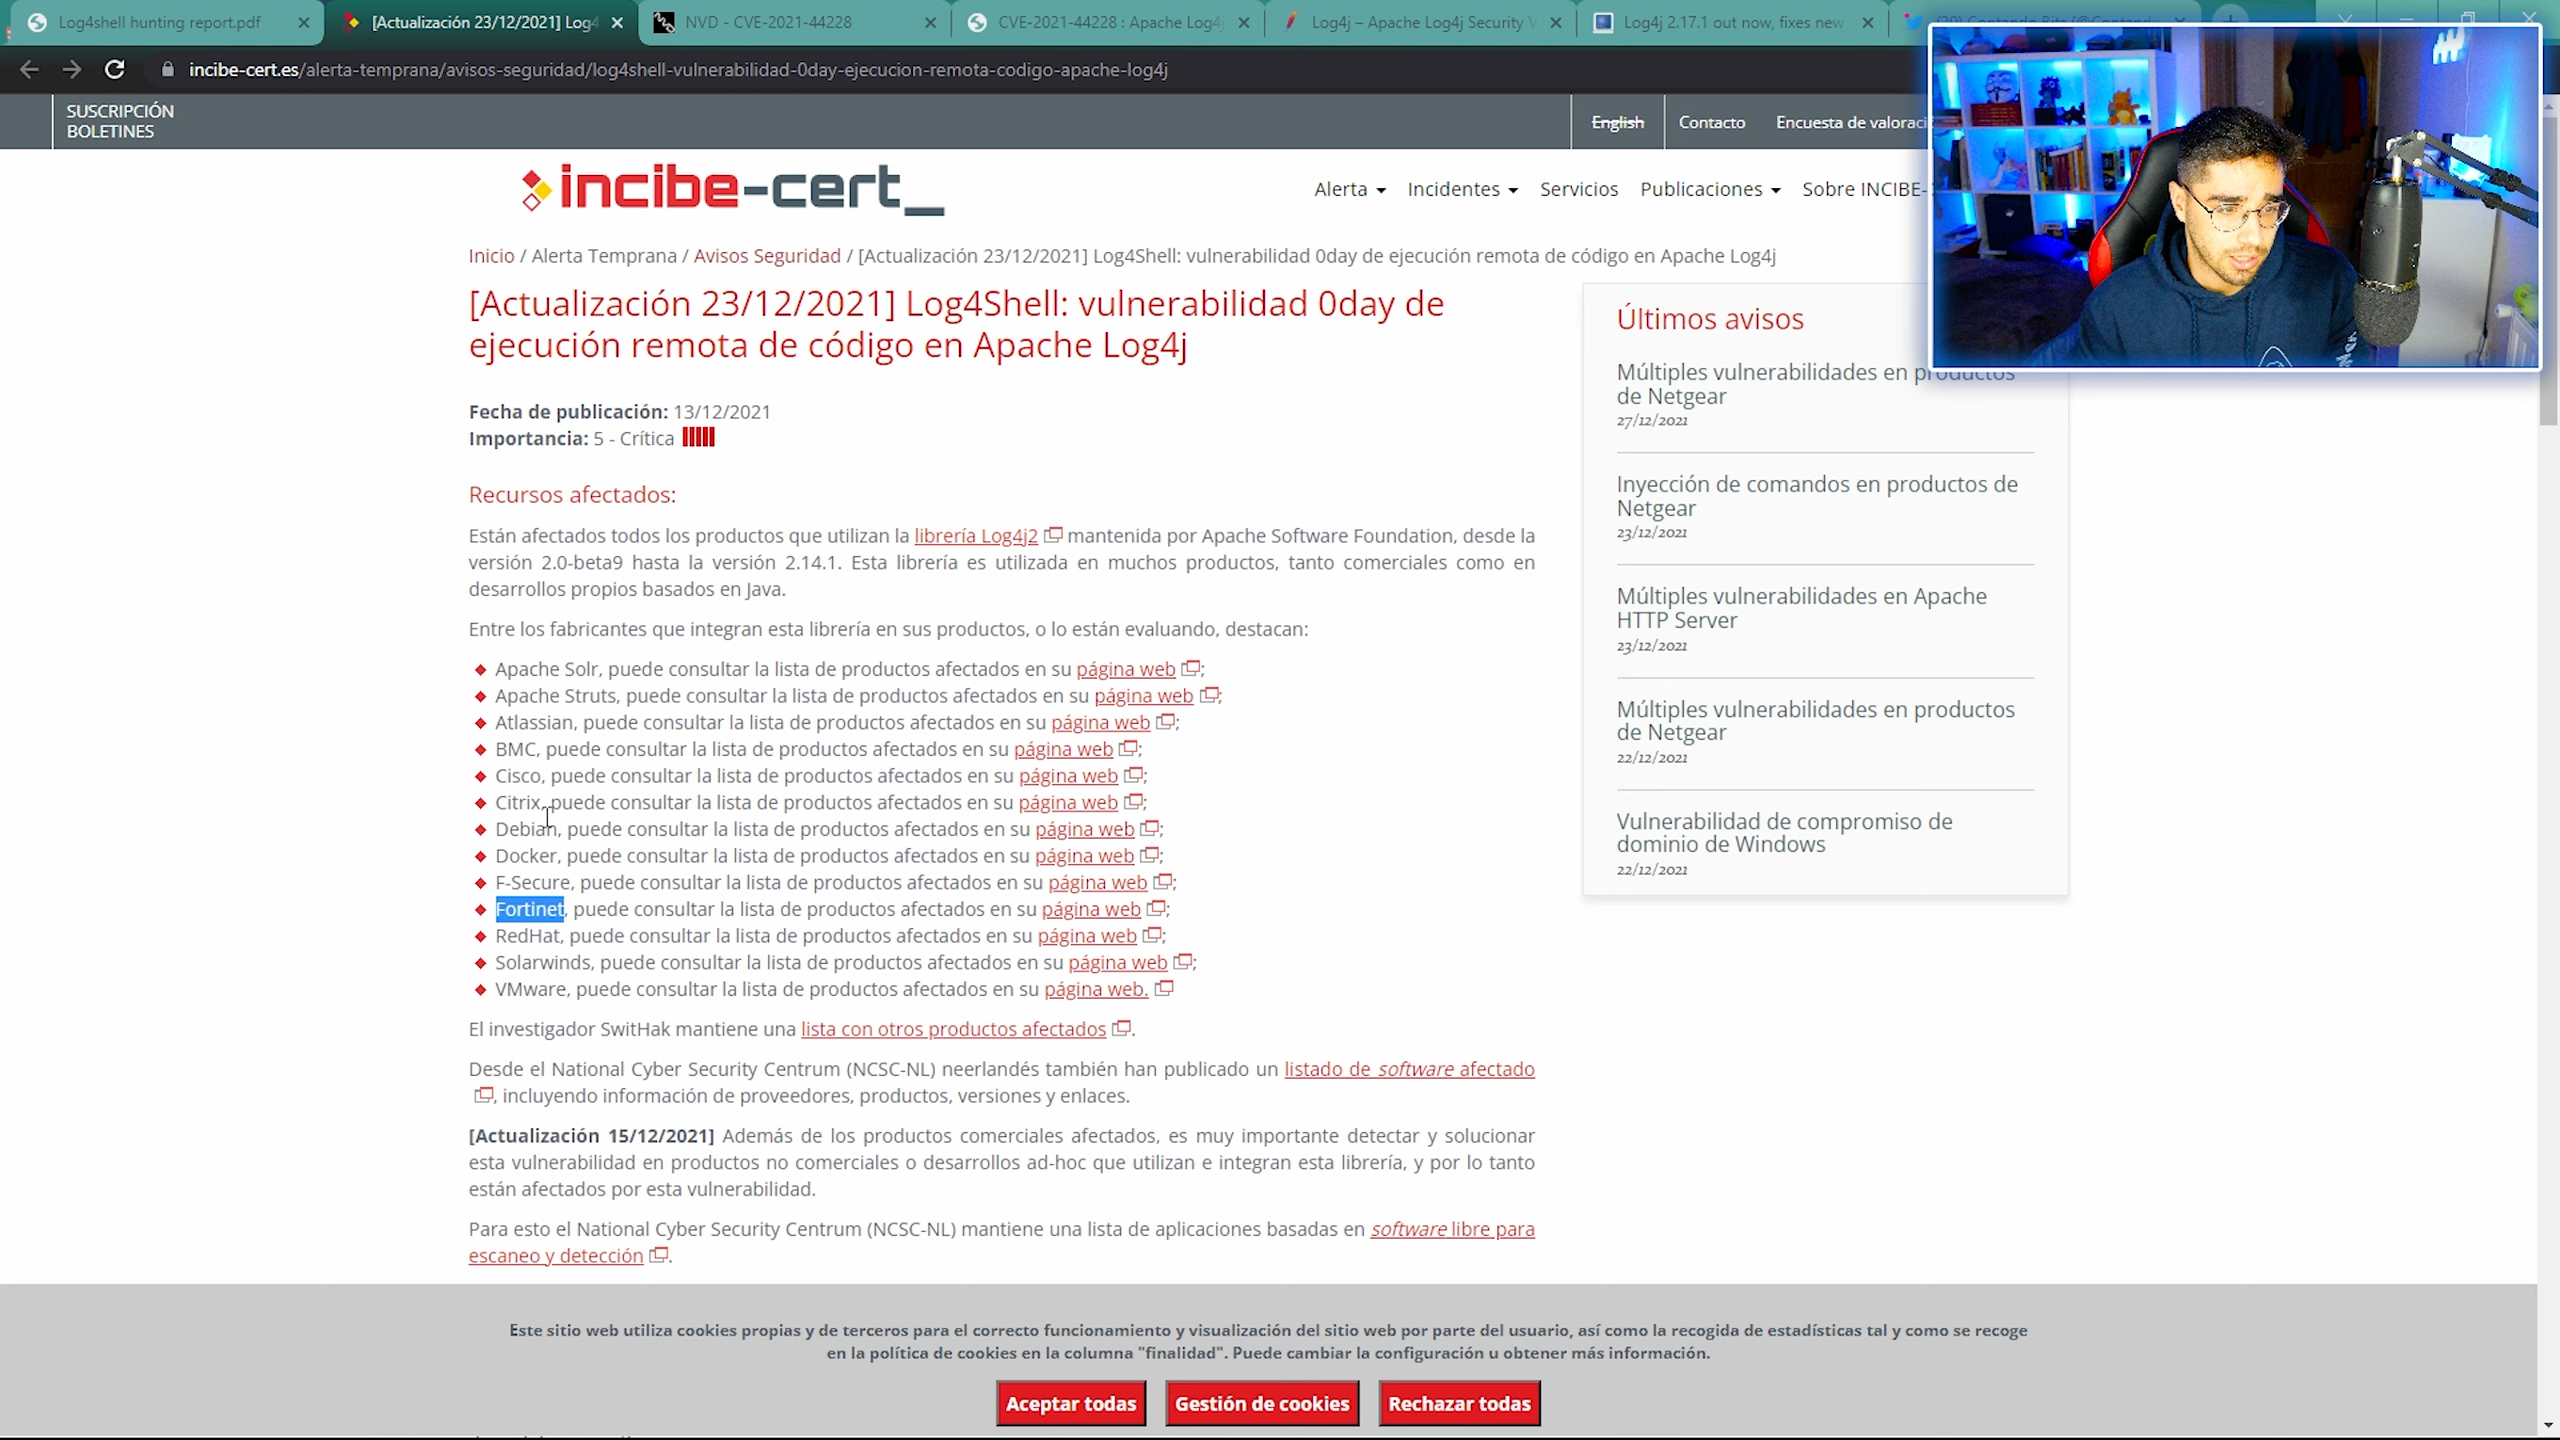 Log4shell hunting report.pdf
[Actualización 23/12/2021] Log4
NVD - CVE-2021-44228
CVE-2021-44228 : Apache Log4j
Log4j – Apache Log4j Security V
Log4j 2.17.1 out now, fixes new
incibe-cert.es/alerta-temprana/avisos-seguridad/log4shell-vulnerabilidad-0day-ejecucion-remota-codigo-apache-log4j
SUSCRIPCIÓN
BOLETINES
English
Contacto
Encuesta de valoraci
incibe-cert_
Alerta
Incidentes
Servicios
Publicaciones
Sobre INCIBE-
Inicio / Alerta Temprana / Avisos Seguridad / [Actualización 23/12/2021] Log4Shell: vulnerabilidad 0day de ejecución remota de código en Apache Log4j
[Actualización 23/12/2021] Log4Shell: vulnerabilidad 0day de
ejecución remota de código en Apache Log4j
Fecha de publicación: 13/12/2021
Importancia: 5 - Crítica
Recursos afectados:
Están afectados todos los productos que utilizan la librería Log4j2 mantenida por Apache Software Foundation, desde la
versión 2.0-beta9 hasta la versión 2.14.1. Esta librería es utilizada en muchos productos, tanto comerciales como en
desarrollos propios basados en Java.
Entre los fabricantes que integran esta librería en sus productos, o lo están evaluando, destacan:
Apache Solr, puede consultar la lista de productos afectados en su página web ;
Apache Struts, puede consultar la lista de productos afectados en su página web ;
Atlassian, puede consultar la lista de productos afectados en su página web ;
BMC, puede consultar la lista de productos afectados en su página web ;
Cisco, puede consultar la lista de productos afectados en su página web ;
Citrix, puede consultar la lista de productos afectados en su página web ;
Debian, puede consultar la lista de productos afectados en su página web ;
Docker, puede consultar la lista de productos afectados en su página web ;
F-Secure, puede consultar la lista de productos afectados en su página web ;
Fortinet, puede consultar la lista de productos afectados en su página web ;
RedHat, puede consultar la lista de productos afectados en su página web ;
Solarwinds, puede consultar la lista de productos afectados en su página web ;
VMware, puede consultar la lista de productos afectados en su página web.
El investigador SwitHak mantiene una lista con otros productos afectados .
Desde el National Cyber Security Centrum (NCSC-NL) neerlandés también han publicado un listado de software afectado
, incluyendo información de proveedores, productos, versiones y enlaces.
[Actualización 15/12/2021] Además de los productos comerciales afectados, es muy importante detectar y solucionar
esta vulnerabilidad en productos no comerciales o desarrollos ad-hoc que utilizan e integran esta librería, y por lo tanto
están afectados por esta vulnerabilidad.
Para esto el National Cyber Security Centrum (NCSC-NL) mantiene una lista de aplicaciones basadas en software libre para
escaneo y detección .
Últimos avisos
Múltiples vulnerabilidades en productos
de Netgear
27/12/2021
Inyección de comandos en productos de
Netgear
23/12/2021
Múltiples vulnerabilidades en Apache
HTTP Server
23/12/2021
Múltiples vulnerabilidades en productos
de Netgear
22/12/2021
Vulnerabilidad de compromiso de
dominio de Windows
22/12/2021
Este sitio web utiliza cookies propias y de terceros para el correcto funcionamiento y visualización del sitio web por parte del usuario, así como la recogida de estadísticas tal y como se recoge
en la política de cookies en la columna "finalidad". Puede cambiar la configuración u obtener más información.
Aceptar todas
Gestión de cookies
Rechazar todas